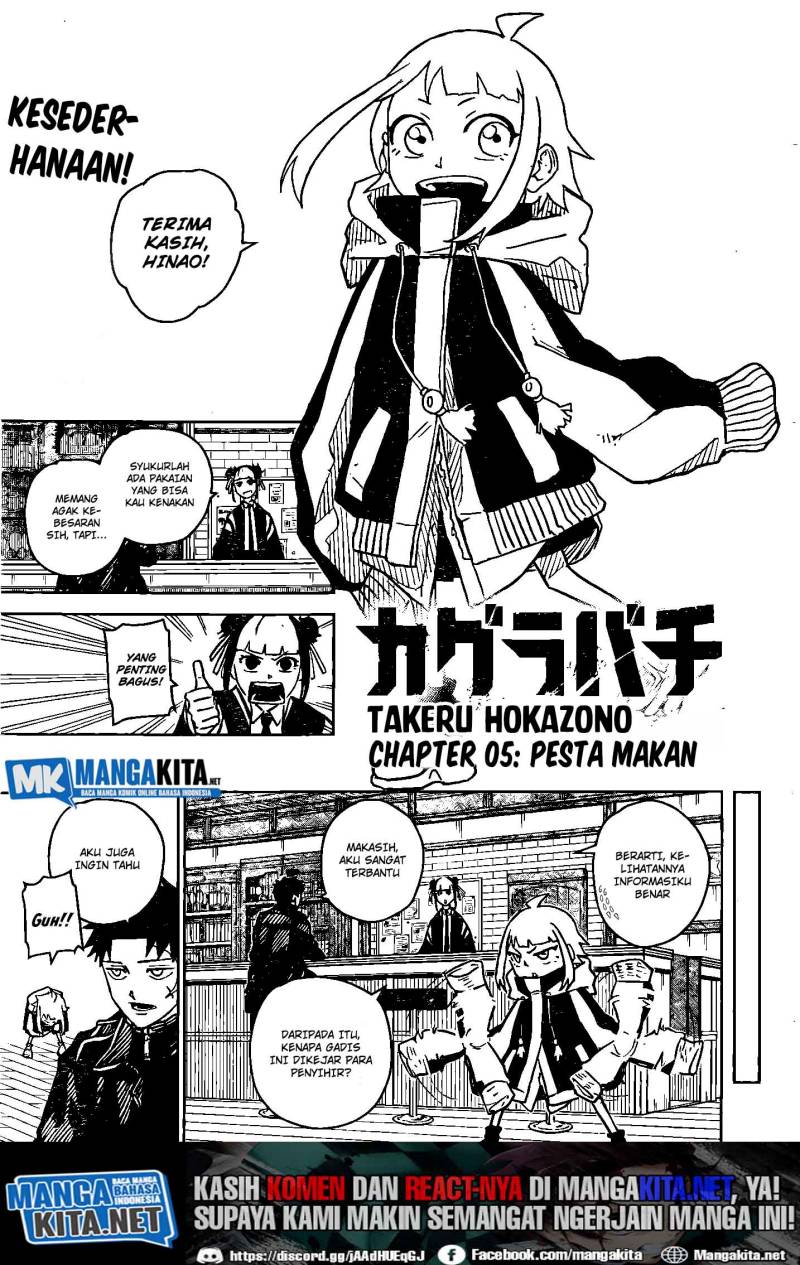 KESEDER-
HANAAN!
TERIMA
KASIH,
HINAO!
SYUKURLAH
ADA PAKAIAN
YANG BISA
KAU KENAKAN
MEMANG
AGAK KE-
BESARAN
SIH, TAPI...
YANG
PENTING
BAGUS!
カグラバチ
TAKERU HOKAZONO
CHAPTER 05: PESTA MAKAN
MK MANGAKITA.NET
BACA MANGA KOMIK ONLINE BAHASA INDONESIA
BERARTI, KE-
LIHATANNYA
INFORMASIKU
BENAR
MAKASIH,
AKU SANGAT
TERBANTU
DARIPADA ITU,
KENAPA GADIS
INI DIKEJAR PARA
PENYIHIR?
AKU JUGA
INGIN TAHU
GUH!!
MANGA BACA MANGA BAHASA INDONESIA
KITA.NET
KASIH KOMEN DAN REACT-NYA DI MANGAKITA.NET, YA!
SUPAYA KAMI MAKIN SEMANGAT NGERJAIN MANGA INI!
https://discord.gg/jAAdHUEqGJ Facebook.com/mangakita Mangakita.net